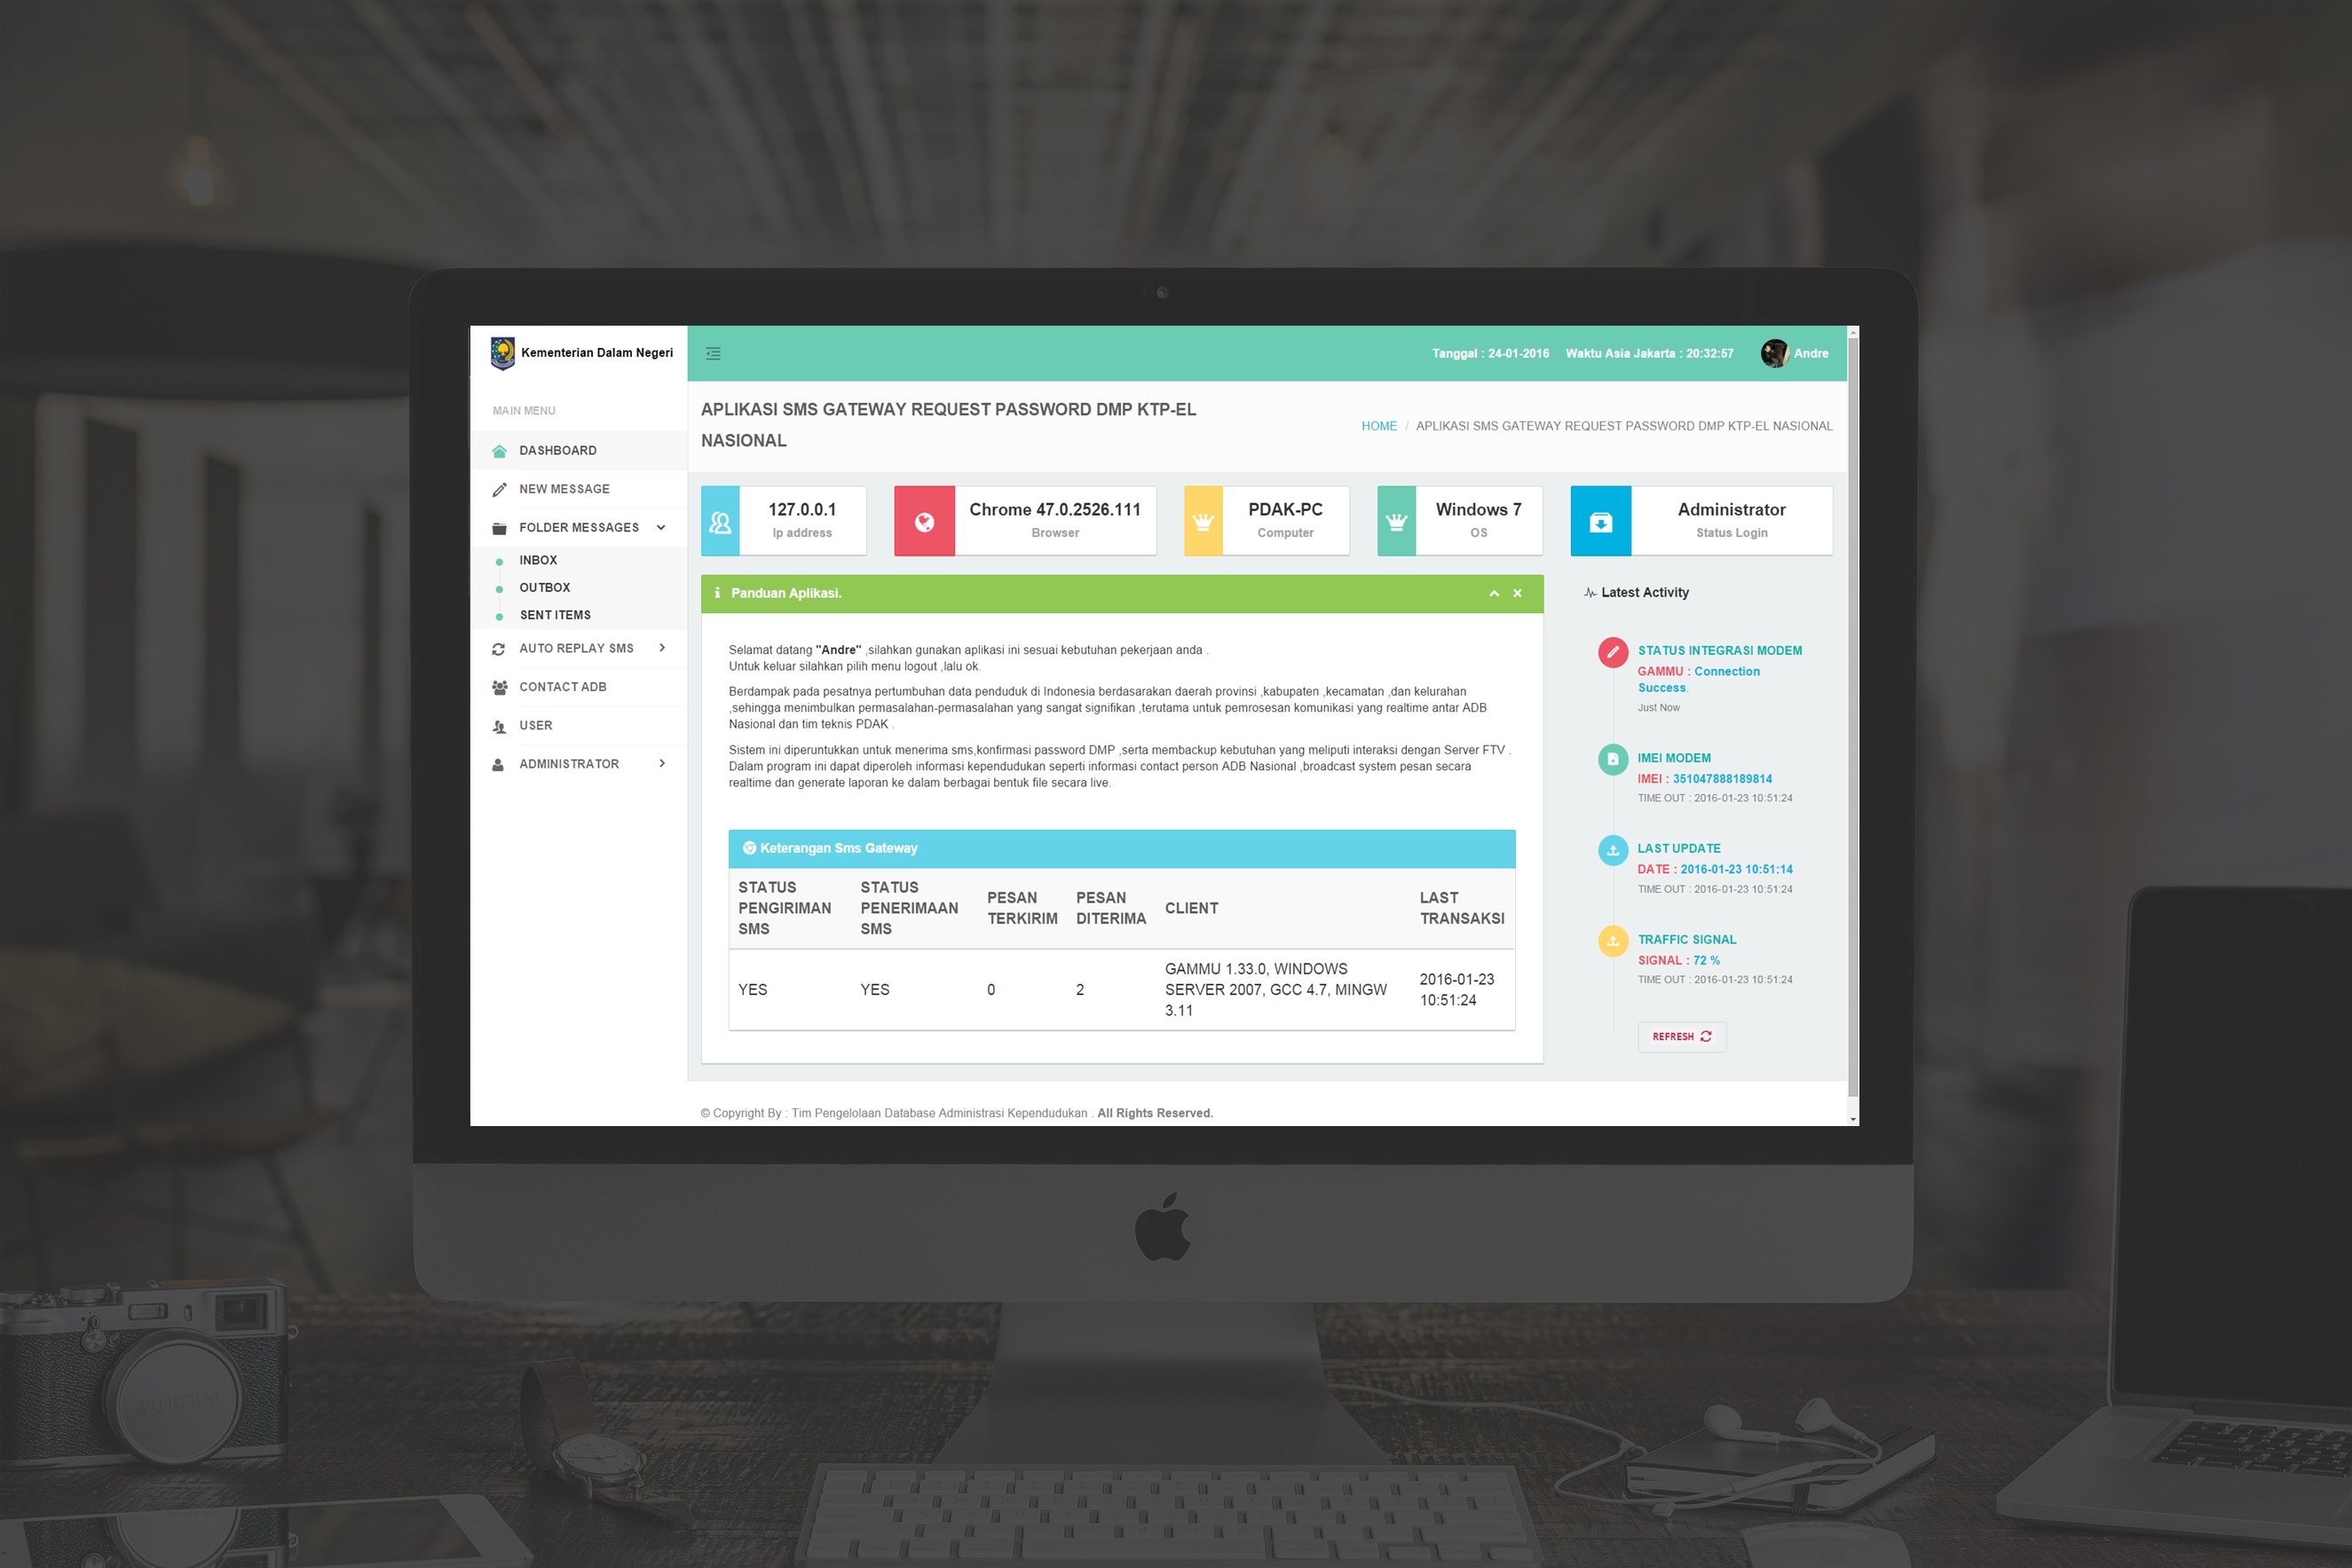 Kementerian Dalam Negeri
Tanggal : 24-01-2016 Waktu Asia Jakarta : 20:32:57 Andre
MAIN MENU
DASHBOARD
NEW MESSAGE
FOLDER MESSAGES
INBOX
OUTBOX
SENT ITEMS
AUTO REPLAY SMS
CONTACT ADB
USER
ADMINISTRATOR
APLIKASI SMS GATEWAY REQUEST PASSWORD DMP KTP-EL
NASIONAL
HOME / APLIKASI SMS GATEWAY REQUEST PASSWORD DMP KTP-EL NASIONAL
127.0.0.1
Ip address
Chrome 47.0.2526.111
Browser
PDAK-PC
Computer
Windows 7
OS
Administrator
Status Login
Panduan Aplikasi.
Selamat datang "Andre" ,silahkan gunakan aplikasi ini sesuai kebutuhan pekerjaan anda .
Untuk keluar silahkan pilih menu logout ,lalu ok.
Berdampak pada pesatnya pertumbuhan data penduduk di Indonesia berdasarakan daerah provinsi ,kabupaten ,kecamatan ,dan kelurahan
,sehingga menimbulkan permasalahan-permasalahan yang sangat signifikan ,terutama untuk pemrosesan komunikasi yang realtime antar ADB
Nasional dan tim teknis PDAK .
Sistem ini diperuntukkan untuk menerima sms,konfirmasi password DMP ,serta membackup kebutuhan yang meliputi interaksi dengan Server FTV .
Dalam program ini dapat diperoleh informasi kependudukan seperti informasi contact person ADB Nasional ,broadcast system pesan secara
realtime dan generate laporan ke dalam berbagai bentuk file secara live.
Keterangan Sms Gateway
STATUS
PENGIRIMAN
SMS
STATUS
PENERIMAAN
SMS
PESAN
TERKIRIM
PESAN
DITERIMA
CLIENT
LAST
TRANSAKSI
YES
YES
0
2
GAMMU 1.33.0, WINDOWS
SERVER 2007, GCC 4.7, MINGW
3.11
2016-01-23
10:51:24
Latest Activity
STATUS INTEGRASI MODEM
GAMMU : Connection
Success.
Just Now
IMEI MODEM
IMEI : 351047888189814
TIME OUT : 2016-01-23 10:51:24
LAST UPDATE
DATE : 2016-01-23 10:51:14
TIME OUT : 2016-01-23 10:51:24
TRAFFIC SIGNAL
SIGNAL : 72 %
TIME OUT : 2016-01-23 10:51:24
REFRESH
© Copyright By : Tim Pengelolaan Database Administrasi Kependudukan . All Rights Reserved.